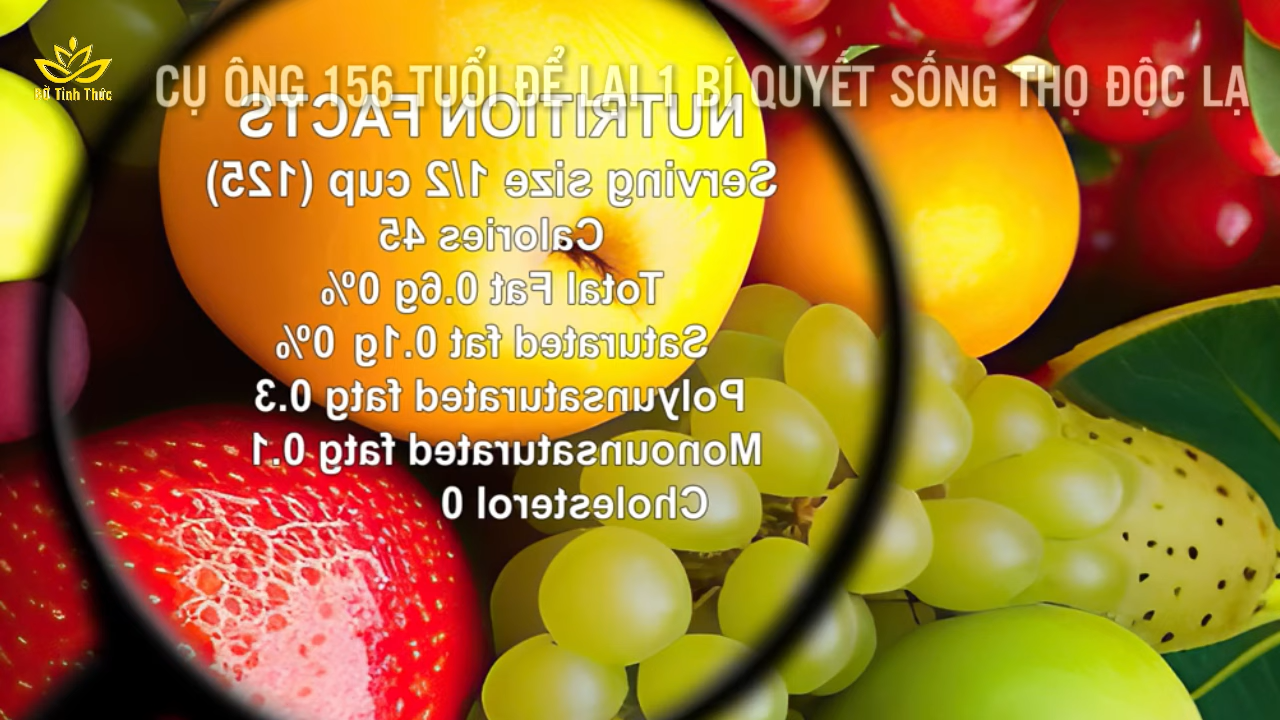 Bờ Tỉnh Thức
CỤ ÔNG 156 TUỔI ĐỂ LẠI 1 BÍ QUYẾT SỐNG THỌ ĐỘC LẠ
NUTRITION FACTS
Serving size 1/2 cup (125)
Calories 45
Total Fat 0.6g 0%
Saturated fat 0.1g 0%
Polyunsaturated fatg 0.3
Monounsaturated fatg 0.1
Cholesterol 0